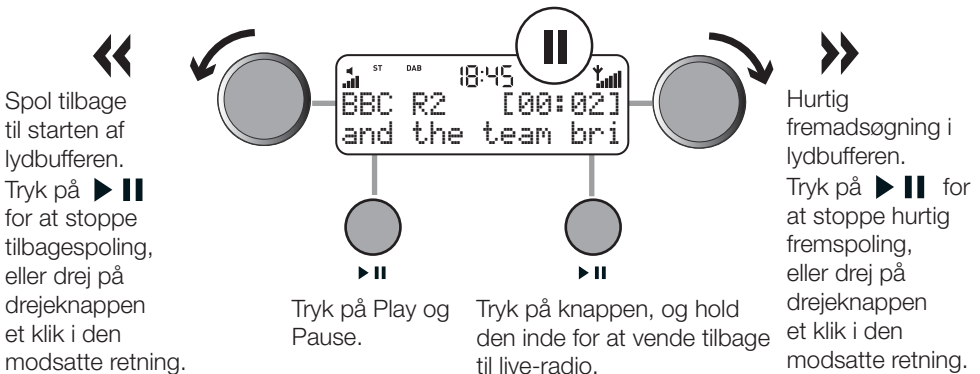 Spol tilbage
til starten af
lydbufferen.
Tryk på
for at stoppe
tilbagespoling,
eller drej på
drejeknappen
et klik i den
modsatte retning.
ST DAB 18:45
BBC R2 [00:02]
and the team bri
Tryk på Play og
Pause.
Tryk på knappen, og hold
den inde for at vende tilbage
til live-radio.
Hurtig
fremadsøgning i
lydbufferen.
Tryk på for
at stoppe hurtig
fremspoling,
eller drej på
drejeknappen
et klik i den
modsatte retning.